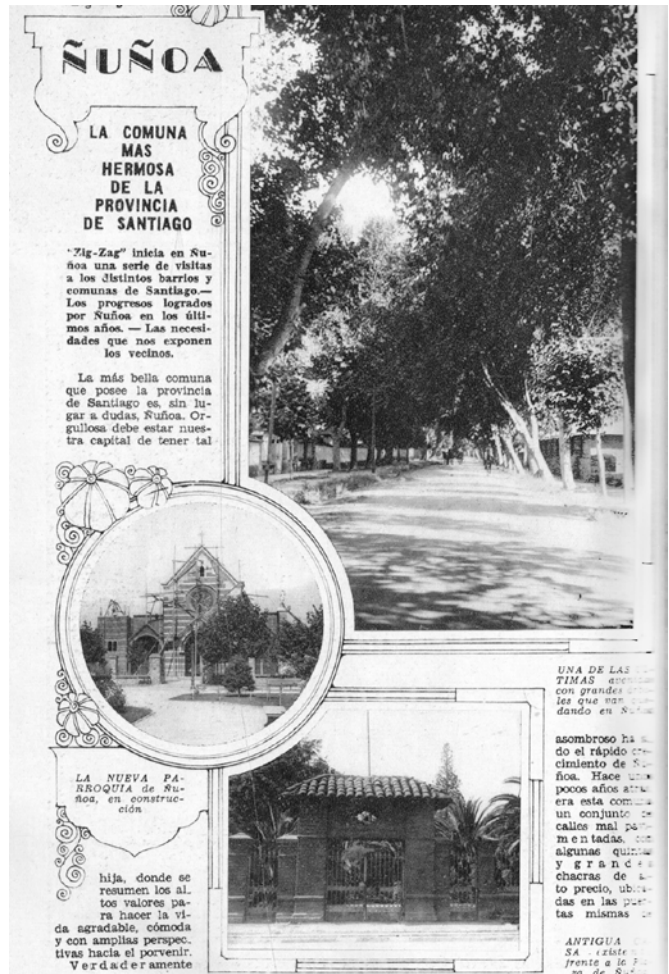 ÑUÑOA
LA COMUNA
MAS
HERMOSA
DE LA
PROVINCIA
DE SANTIAGO
"Zig-Zag" inicia en Ñu-
ñoa una serie de visitas
a los distintos barrios y
comunas de Santiago.—
Los progresos logrados
por Ñuñoa en los últi-
mos años. — Las necesi-
dades que nos exponen
los vecinos.
La más bella comuna
que posee la provincia
de Santiago es, sin lu-
gar a dudas, Ñuñoa. Or-
gullosa debe estar nues-
tra capital de tener tal
LA NUEVA PA-
RROQUIA de Ñu-
ñoa, en construc-
ción
hija, donde se
resumen los al-
tos valores pa-
ra hacer la vi-
da agradable, cómoda
y con amplias perspec-
tivas hacia el porvenir.
Verdaderamente
UNA DE LAS
TIMAS
con grandes
les que van
dando en
asombroso
do el rápido
cimiento de
ñoa. Hace
pocos años
era esta
un conjunto
calles mal
mentadas,
algunas
y grandes
chacras de
to precio,
das en las
tas mismas
ANTIGUA
SA
frente a la